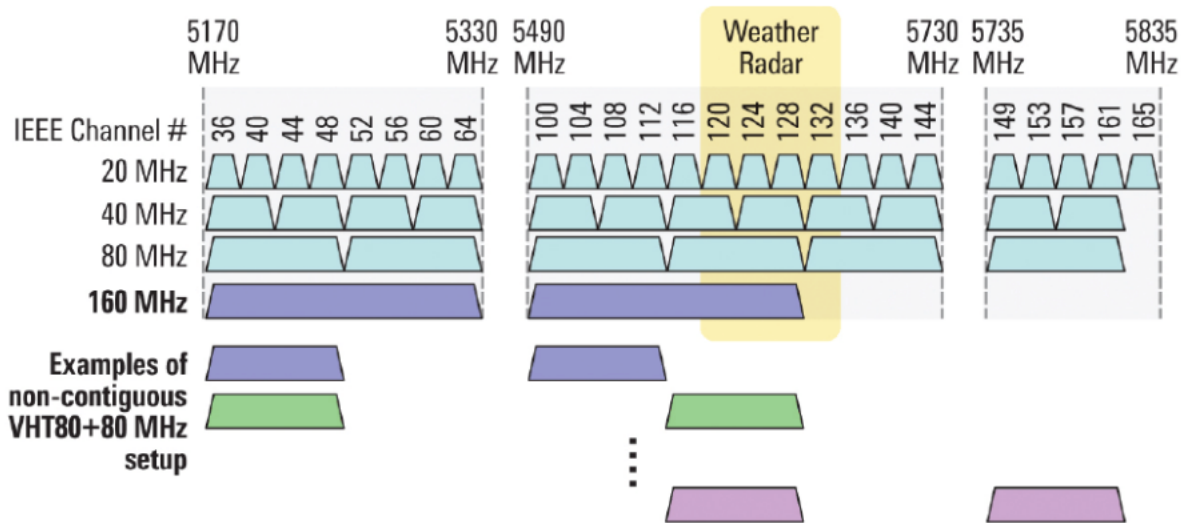 5170 MHz
5330 MHz
5490 MHz
Weather Radar
5730 MHz
5735 MHz
5835 MHz
IEEE Channel # 36 40 44 48 52 56 60 64 100 104 108 112 116 120 124 128 132 136 140 144 149 153 157 161 165
20 MHz
40 MHz
80 MHz
160 MHz
Examples of
non-contiguous
VHT80+80 MHz
setup